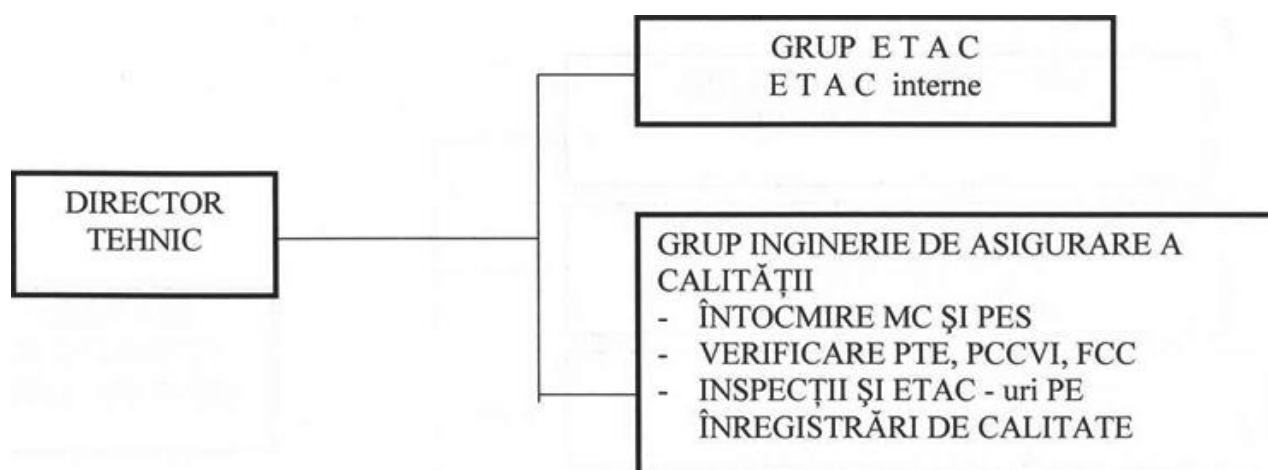 GRUP E T A C
E T A C interne
DIRECTOR
TEHNIC
GRUP INGINERIE DE ASIGURARE A
CALITĂȚII
- ÎNTOCMIRE MC ŞI PES
- VERIFICARE PTE, PCCVI, FCC
- INSPECȚII ŞI ETAC - uri PE
ÎNREGISTRĂRI DE CALITATE